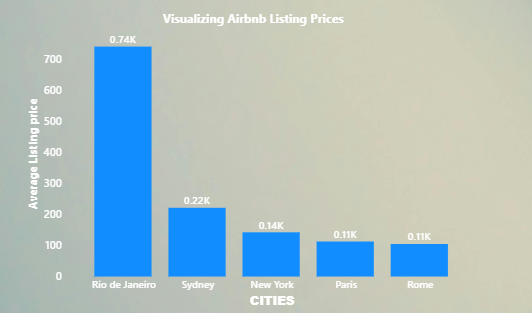 Visualizing Airbnb Listing Prices
Average Listing price
700
600
500
400
300
200
100
0
0.74K
0.22K
0.14K
0.11K
0.11K
Rio de Janeiro
Sydney
New York
Paris
Rome
CITIES